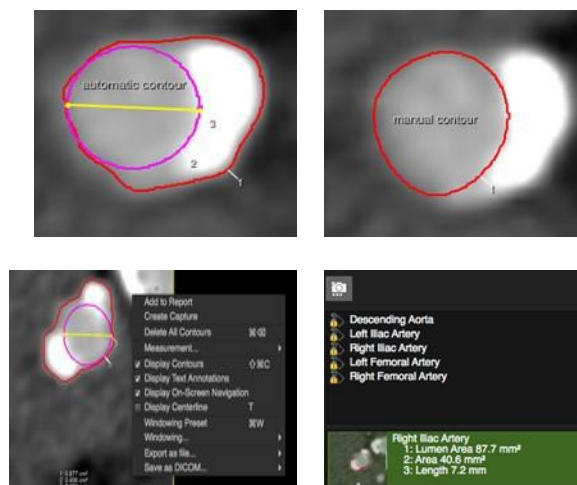 automatic contour
3
2
1
manual contour
1
Add to Report
Create Capture
Delete All Contours ⌘⌫
Measurement...
Display Contours ⇧⌘C
Display Text Annotations
Display On-Screen Navigation
Display Centerline T
Windowing Preset ⌘W
Windowing...
Export as file...
Save as DICOM...
Descending Aorta
Left Iliac Artery
Right Iliac Artery
Left Femoral Artery
Right Femoral Artery
Right Iliac Artery
1: Lumen Area 87.7 mm²
2: Area 40.6 mm²
3: Length 7.2 mm